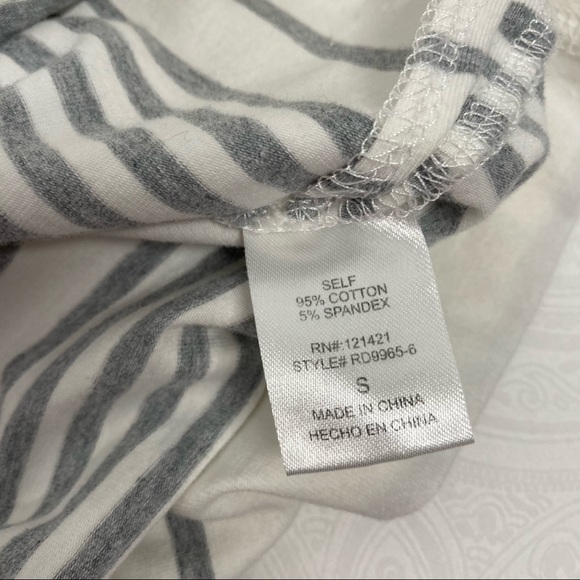 SELF
95% COTTON
5% SPANDEX
RN#:121421
STYLE# RD9965-6
S
MADE IN CHINA
HECHO EN CHINA